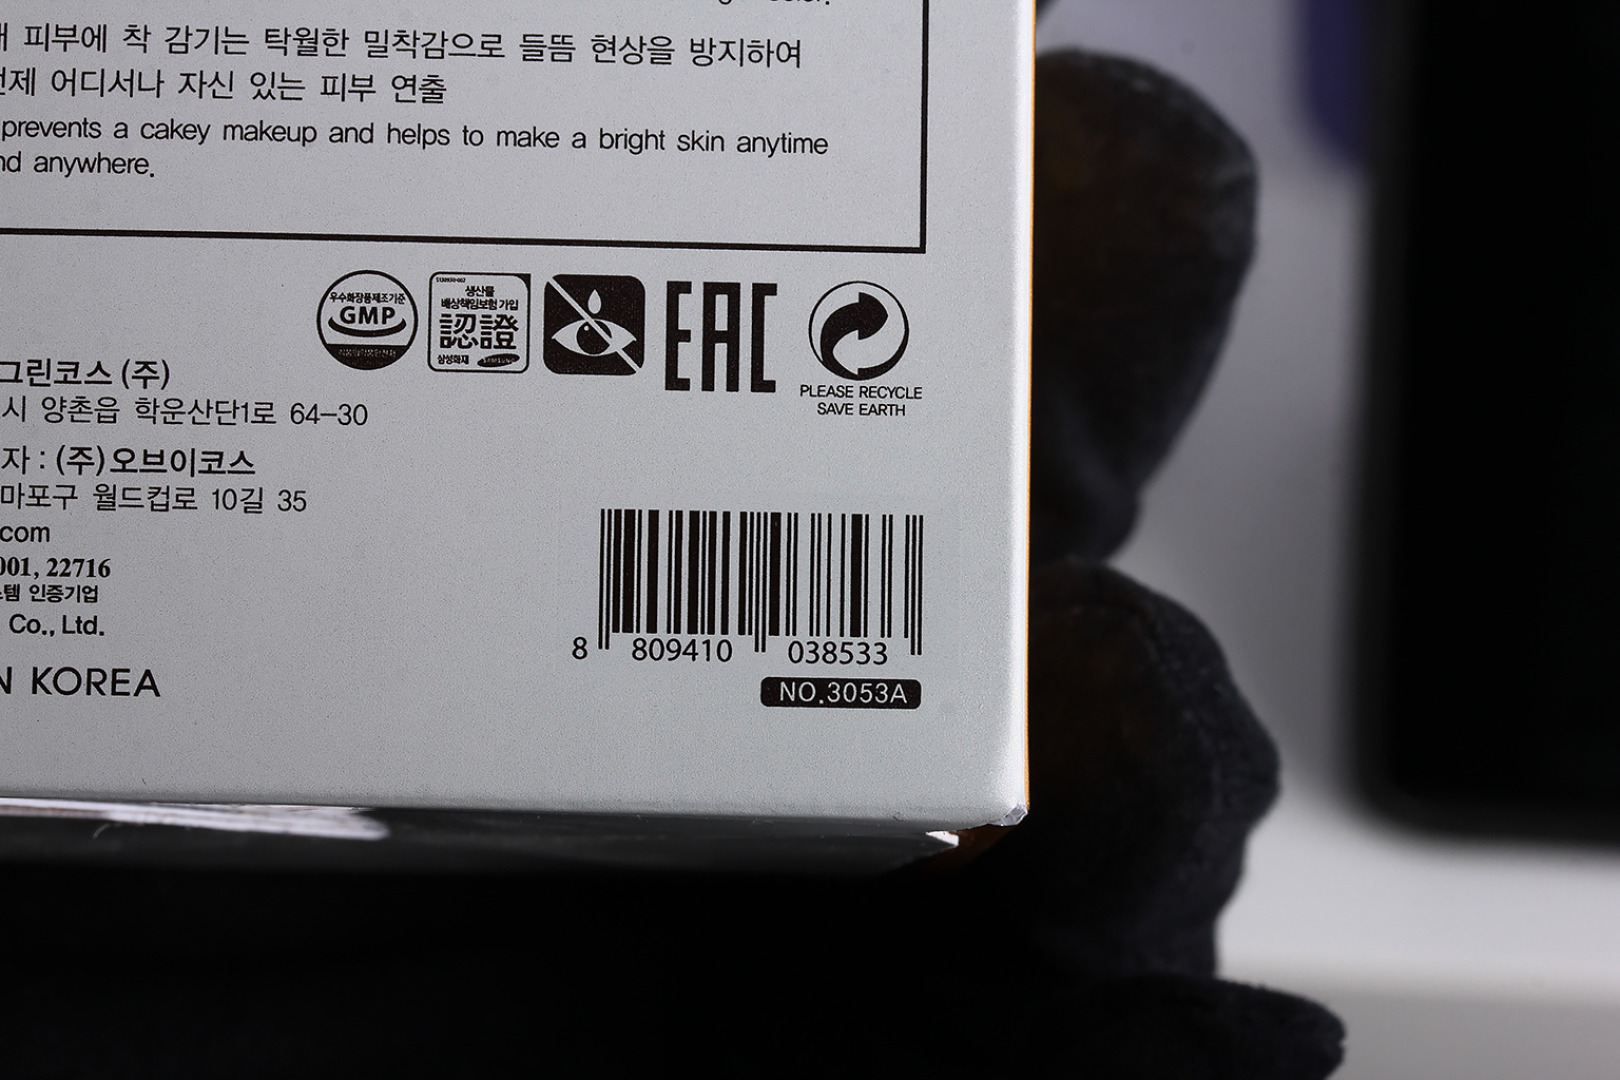 피부에 착 감기는 탁월한 밀착감으로 들뜸 현상을 방지하여
어디서나 자신 있는 피부 연출
prevents a cakey makeup and helps to make a bright skin anytime
anywhere.
우수화장품제조기준
GMP
생산물
배상책임보험 가입
認證
삼성화재 SAMSUNG
EAC
PLEASE RECYCLE
SAVE EARTH
그린코스 (주)
시 양촌읍 학운산단1로 64-30
자 : (주)오브이코스
마포구 월드컵로 10길 35
com
001, 22716
인증기업
Co., Ltd.
N KOREA
8 809410 038533
NO.3053A